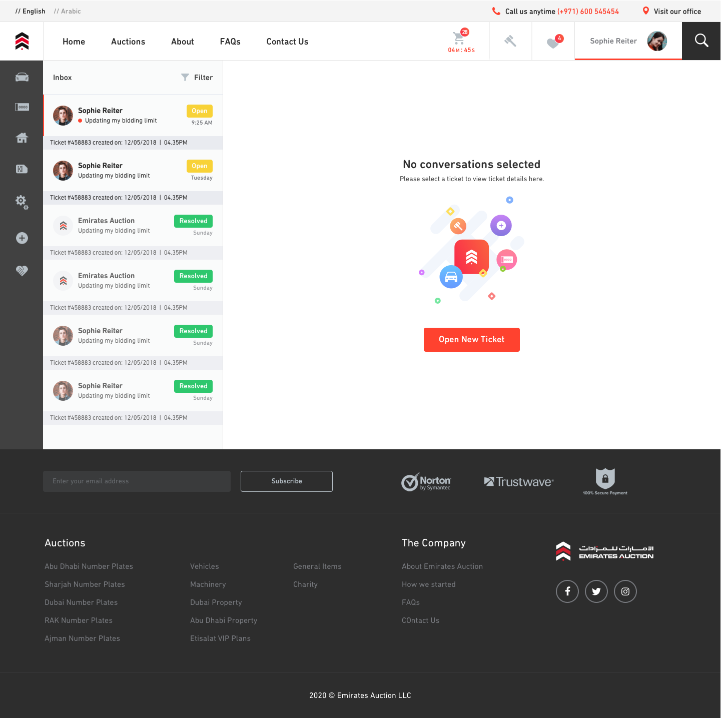 // English // Arabic
Call us anytime (+971) 600 545454
Visit our office
Home
Auctions
About
FAQs
Contact Us
04м : 45s
Sophie Reiter
Inbox
Filter
Sophie Reiter
Open
Updating my bidding limit
9:25 AM
Ticket #458883 created on: 12/05/2018 | 04.35PM
Sophie Reiter
Open
Updating my bidding limit
Tuesday
Ticket #458883 created on: 12/05/2018 | 04.35PM
Emirates Auction
Resolved
Updating my bidding limit
Sunday
Ticket #458883 created on: 12/05/2018 | 04.35PM
Emirates Auction
Resolved
Updating my bidding limit
Sunday
Ticket #458883 created on: 12/05/2018 | 04.35PM
Sophie Reiter
Resolved
Updating my bidding limit
Sunday
Ticket #458883 created on: 12/05/2018 | 04.35PM
Sophie Reiter
Resolved
Updating my bidding limit
Sunday
Ticket #458883 created on: 12/05/2018 | 04.35PM
No conversations selected
Please select a ticket to view ticket details here.
Open New Ticket
Enter your email address
Subscribe
Norton
by Symantec
Trustwave
100% Secure Payment
Auctions
Abu Dhabi Number Plates
Sharjah Number Plates
Dubai Number Plates
RAK Number Plates
Ajman Number Plates
Vehicles
Machinery
Dubai Property
Abu Dhabi Property
Etisalat VIP Plans
General Items
Charity
The Company
About Emirates Auction
How we started
FAQs
COntact Us
الإمارات للمزادات
EMIRATES AUCTION
2020 © Emirates Auction LLC